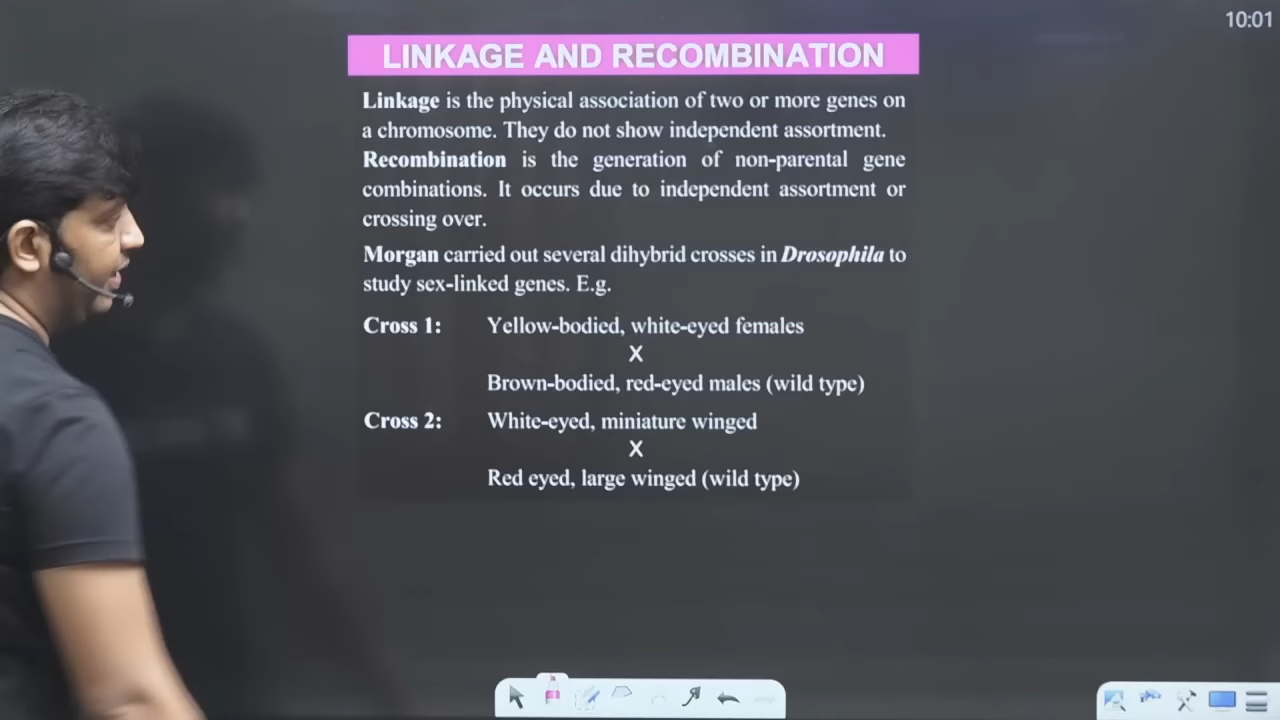 10:01
LINKAGE AND RECOMBINATION
Linkage is the physical association of two or more genes on
a chromosome. They do not show independent assortment.
Recombination is the generation of non-parental gene
combinations. It occurs due to independent assortment or
crossing over.
Morgan carried out several dihybrid crosses in Drosophila to
study sex-linked genes. E.g.
Cross 1: Yellow-bodied, white-eyed females
X
Brown-bodied, red-eyed males (wild type)
Cross 2: White-eyed, miniature winged
X
Red eyed, large winged (wild type)